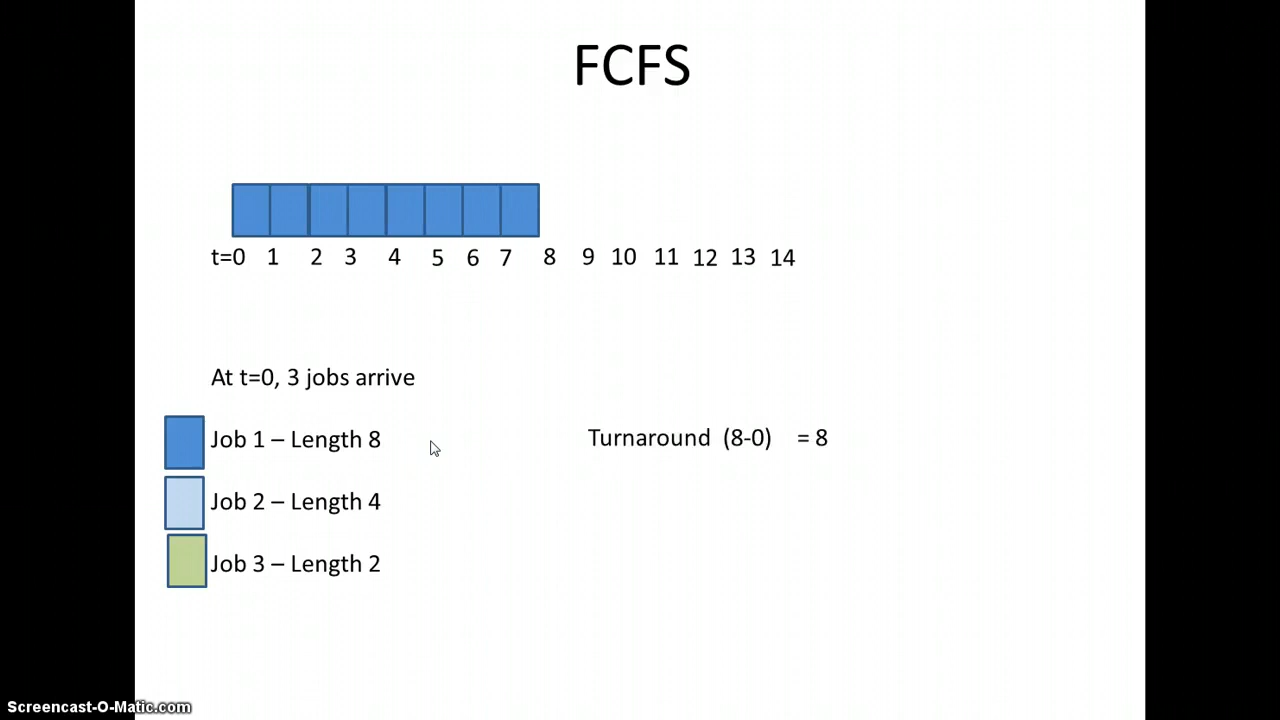 FCFS
t=0 1 2 3 4 5 6 7 8 9 10 11 12 13 14
At t=0, 3 jobs arrive
Job 1 – Length 8 Turnaround (8-0) = 8
Job 2 – Length 4
Job 3 – Length 2
Screencast-O-Matic.com